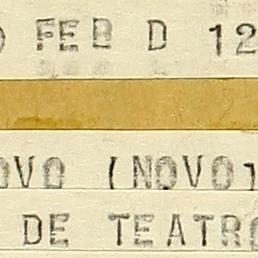 FEB D 12
OVO (NOVO)
DE TEATRO